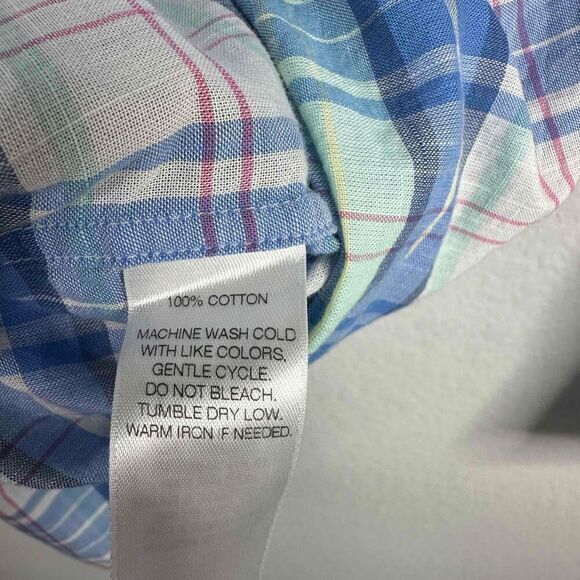 100% COTTON
MACHINE WASH COLD
WITH LIKE COLORS,
GENTLE CYCLE.
DO NOT BLEACH.
TUMBLE DRY LOW.
WARM IRON IF NEEDED.